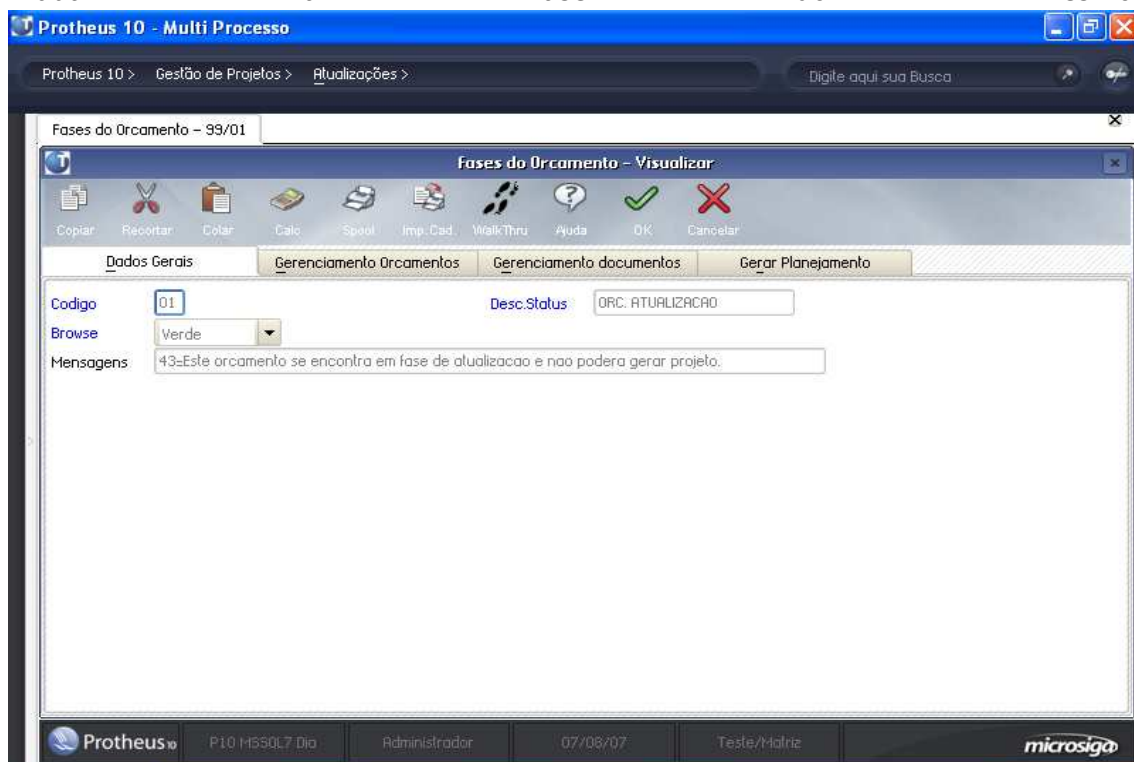 Protheus 10 - Multi Processo
Protheus 10 > Gestão de Projetos > Atualizações >
Digite aqui sua Busca
Fases do Orcamento – 99/01
Fases do Orcamento – Visualizar
Copiar Recortar Colar Calc Spool Imp.Cad. WalkThru Ajuda OK Cancelar
Dados Gerais Gerenciamento Orcamentos Gerenciamento documentos Gerar Planejamento
Codigo 01 Desc.Status ORC. ATUALIZACAO
Browse Verde
Mensagens 43=Este orcamento se encontra em fase de atualizacao e nao podera gerar projeto.
Protheus 10 P10 MSSQL7 Dio Administrador 07/08/07 Teste/Matriz microsiga